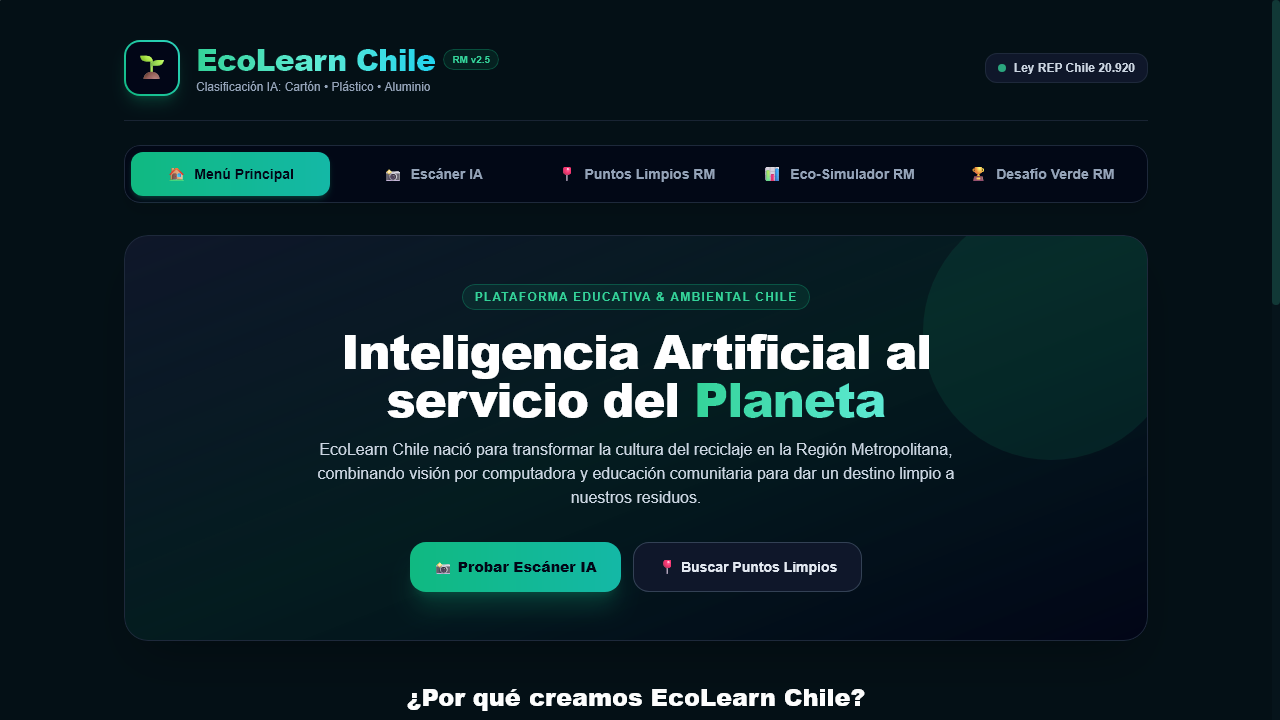 EcoLearn Chile
RM v2.5
Clasificación IA: Cartón • Plástico • Aluminio
Ley REP Chile 20.920
Menú Principal
Escáner IA
Puntos Limpios RM
Eco-Simulador RM
Desafío Verde RM
PLATAFORMA EDUCATIVA & AMBIENTAL CHILE
Inteligencia Artificial al
servicio del Planeta
EcoLearn Chile nació para transformar la cultura del reciclaje en la Región Metropolitana,
combinando visión por computadora y educación comunitaria para dar un destino limpio a
nuestros residuos.
Probar Escáner IA
Buscar Puntos Limpios
¿Por qué creamos EcoLearn Chile?